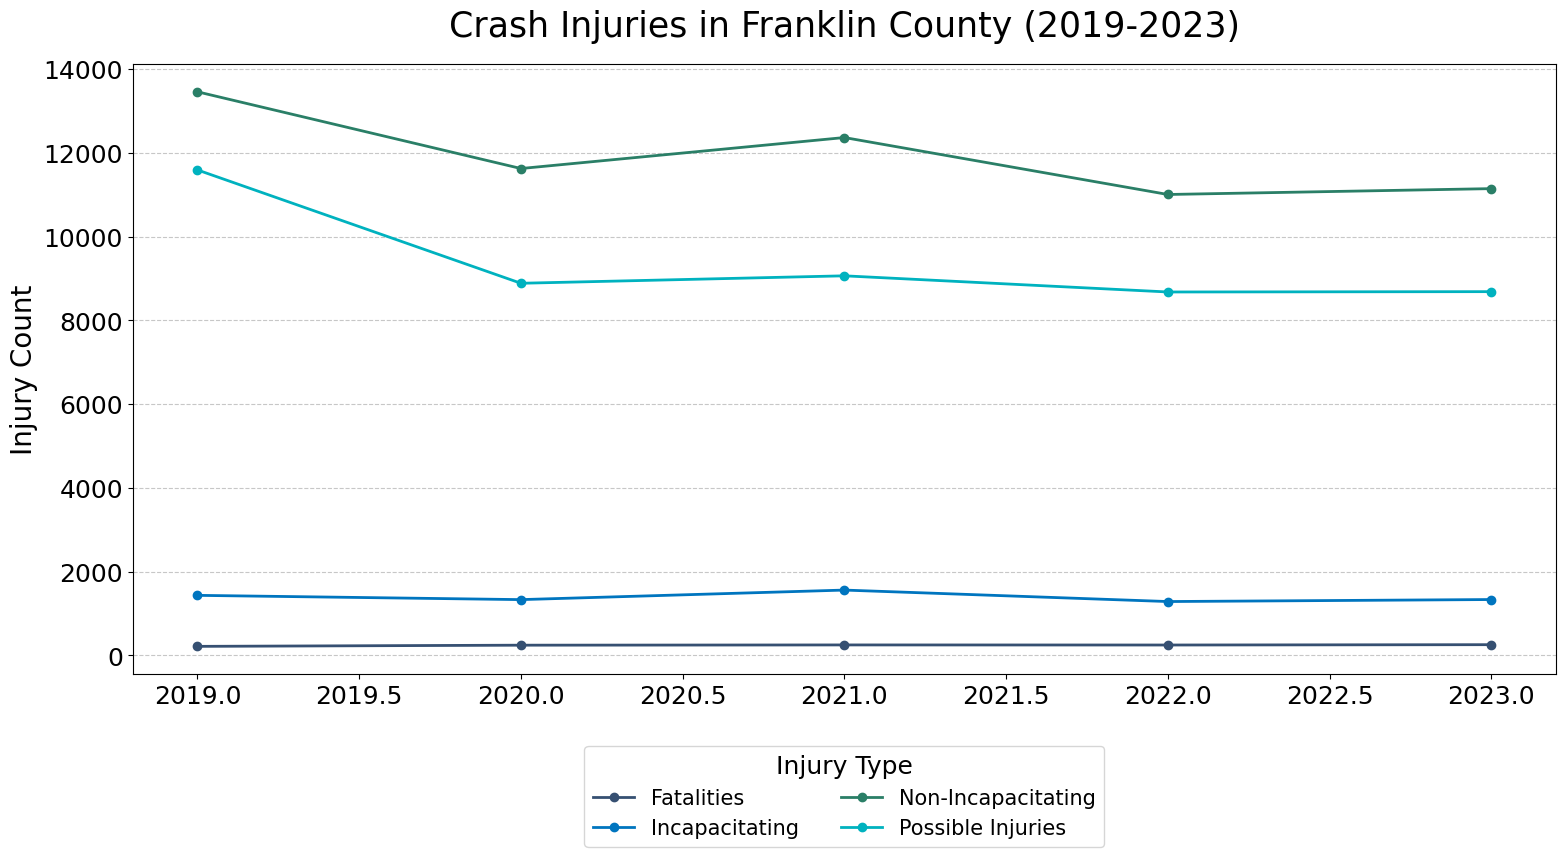 Crash Injuries in Franklin County (2019-2023)
Injury Count
14000
12000
10000
8000
6000
4000
2000
0
2019.0 2019.5 2020.0 2020.5 2021.0 2021.5 2022.0 2022.5 2023.0
Injury Type
Fatalities Non-Incapacitating
Incapacitating Possible Injuries